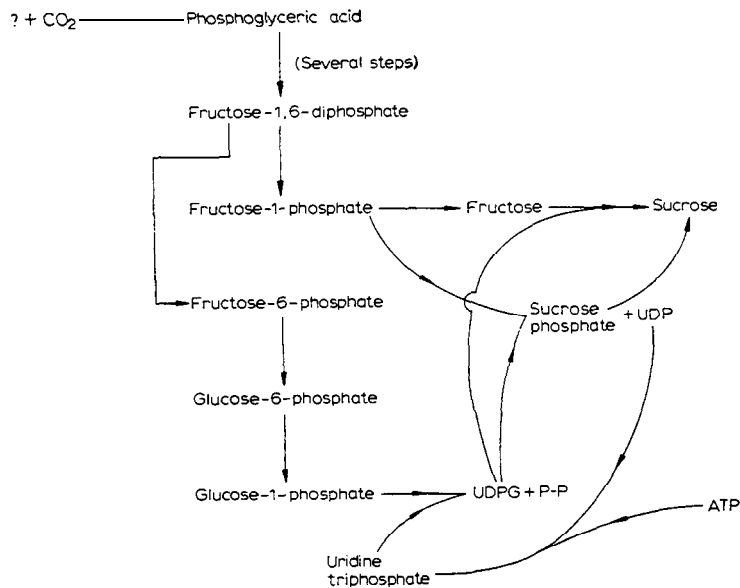 ? + CO2 Phosphoglyceric acid
(Several steps)
Fructose-1,6-diphosphate
Fructose-1-phosphate Fructose Sucrose
Fructose-6-phosphate
Sucrose
phosphate + UDP
Glucose-6-phosphate
Glucose-1-phosphate UDPG + P-P
ATP
Uridine
triphosphate